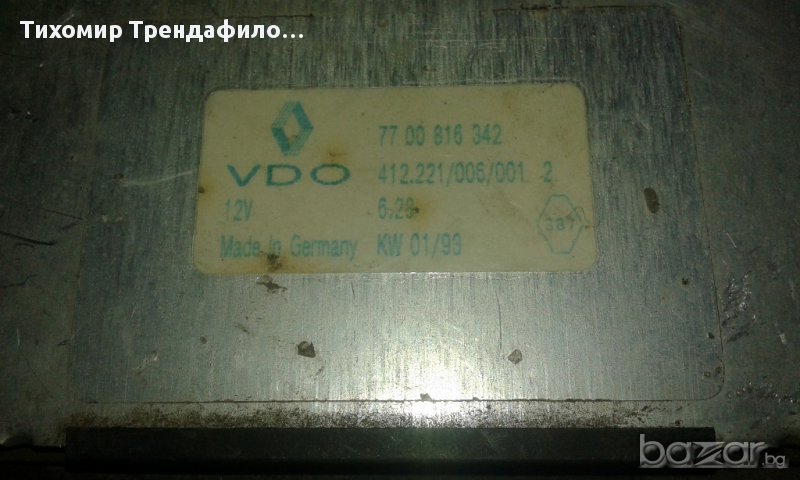 Тихомир Трендафило...
77 00 816 342
VDO 412.221/006/001 2
12V 6.28
Made in Germany KW 01/93
bazar.bg